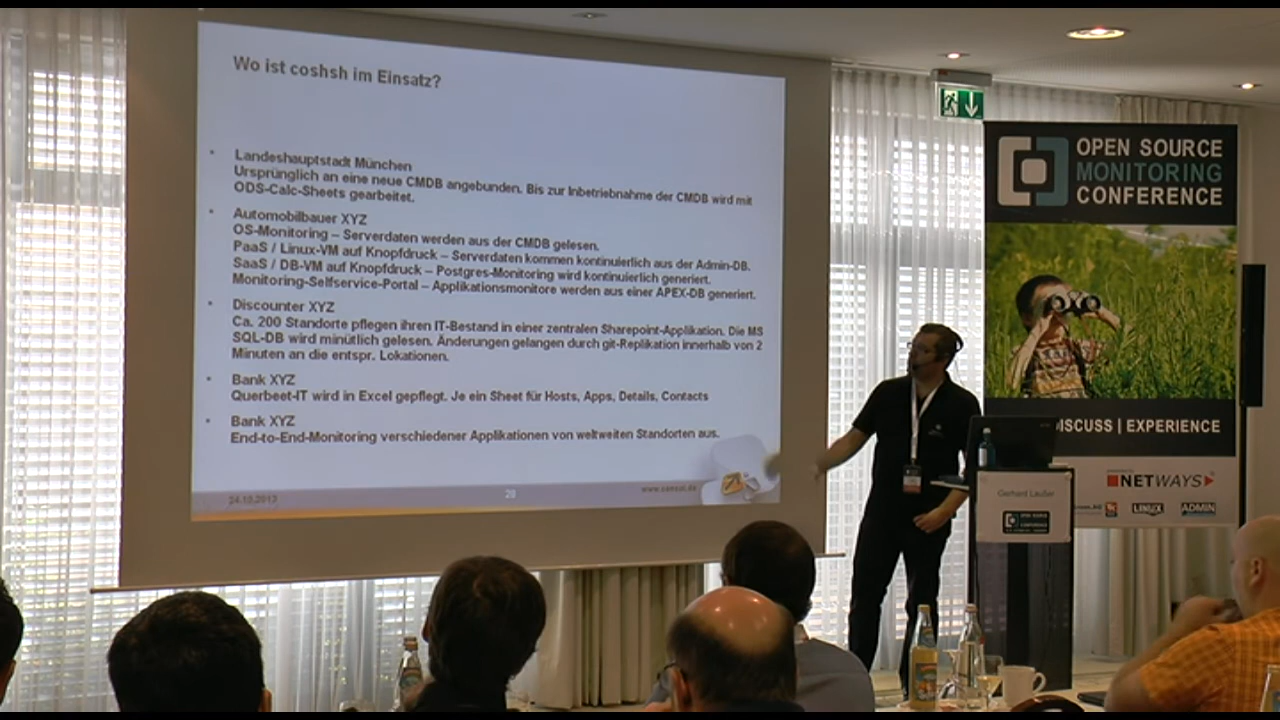 Wo ist coshsh im Einsatz?
Landeshauptstadt München
Ursprünglich an eine neue CMDB angebunden. Bis zur Inbetriebnahme der CMDB wird mit
ODS-Calc-Sheets gearbeitet.
Automobilbauer XYZ
OS-Monitoring – Serverdaten werden aus der CMDB gelesen.
PaaS / Linux-VM auf Knopfdruck – Serverdaten kommen kontinuierlich aus der Admin-DB.
SaaS / DB-VM auf Knopfdruck – Postgres-Monitoring wird kontinuierlich generiert.
Monitoring-Selfservice-Portal – Applikationsmonitore werden aus einer APEX-DB generiert.
Discounter XYZ
Ca. 200 Standorte pflegen ihren IT-Bestand in einer zentralen Sharepoint-Applikation. Die MS
SQL-DB wird minütlich gelesen. Änderungen gelangen durch git-Replikation innerhalb von 2
Minuten an die entspr. Lokationen.
Bank XYZ
Querbeet-IT wird in Excel gepflegt. Je ein Sheet für Hosts, Apps, Details, Contacts
Bank XYZ
End-to-End-Monitoring verschiedener Applikationen von weltweiten Standorten aus.
24.10.2013
20
OPEN SOURCE
MONITORING
CONFERENCE
ISCUSS | EXPERIENCE
NETWAYS
LINUX
ADMIN
Gerhard Laußer
OPEN SOURCE
MONITORING
CONFERENCE